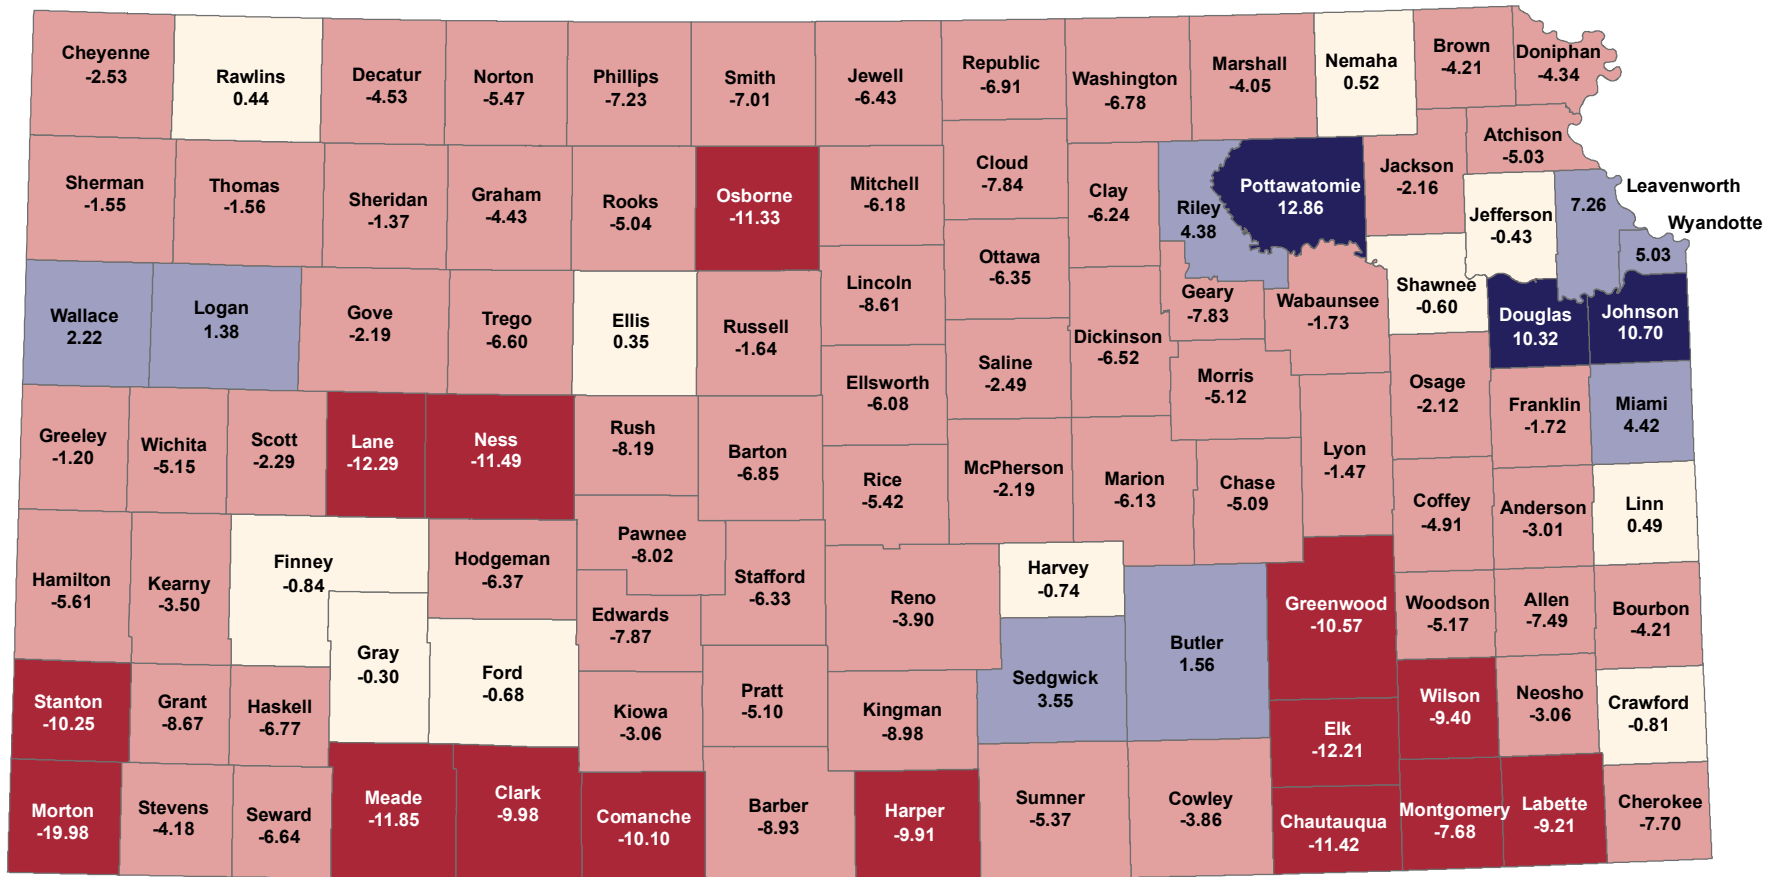 Cheyenne
-2.53
Rawlins
0.44
Decatur
-4.53
Norton
-5.47
Phillips
-7.23
Smith
-7.01
Jewell
-6.43
Republic
-6.91
Washington
-6.78
Marshall
-4.05
Nemaha
0.52
Brown
-4.21
Doniphan
-4.34
Sherman
-1.55
Thomas
-1.56
Sheridan
-1.37
Graham
-4.43
Rooks
-5.04
Osborne
-11.33
Mitchell
-6.18
Cloud
-7.84
Clay
-6.24
Riley
4.38
Pottawatomie
12.86
Jackson
-2.16
Atchison
-5.03
Jefferson
-0.43
Leavenworth
7.26
Wyandotte
5.03
Wallace
2.22
Logan
1.38
Gove
-2.19
Trego
-6.60
Ellis
0.35
Russell
-1.64
Lincoln
-8.61
Ottawa
-6.35
Dickinson
-6.52
Geary
-7.83
Wabaunsee
-1.73
Shawnee
-0.60
Douglas
10.32
Johnson
10.70
Ellsworth
-6.08
Saline
-2.49
Morris
-5.12
Osage
-2.12
Franklin
-1.72
Miami
4.42
Greeley
-1.20
Wichita
-5.15
Scott
-2.29
Lane
-12.29
Ness
-11.49
Rush
-8.19
Barton
-6.85
Rice
-5.42
McPherson
-2.19
Marion
-6.13
Chase
-5.09
Lyon
-1.47
Coffey
-4.91
Anderson
-3.01
Linn
0.49
Hamilton
-5.61
Kearny
-3.50
Finney
-0.84
Hodgeman
-6.37
Pawnee
-8.02
Stafford
-6.33
Edwards
-7.87
Reno
-3.90
Harvey
-0.74
Butler
1.56
Greenwood
-10.57
Woodson
-5.17
Allen
-7.49
Bourbon
-4.21
Gray
-0.30
Ford
-0.68
Stanton
-10.25
Grant
-8.67
Haskell
-6.77
Kiowa
-3.06
Pratt
-5.10
Kingman
-8.98
Sedgwick
3.55
Elk
-12.21
Wilson
-9.40
Neosho
-3.06
Crawford
-0.81
Morton
-19.98
Stevens
-4.18
Seward
-6.64
Meade
-11.85
Clark
-9.98
Comanche
-10.10
Barber
-8.93
Harper
-9.91
Sumner
-5.37
Cowley
-3.86
Chautauqua
-11.42
Montgomery
-7.68
Labette
-9.21
Cherokee
-7.70